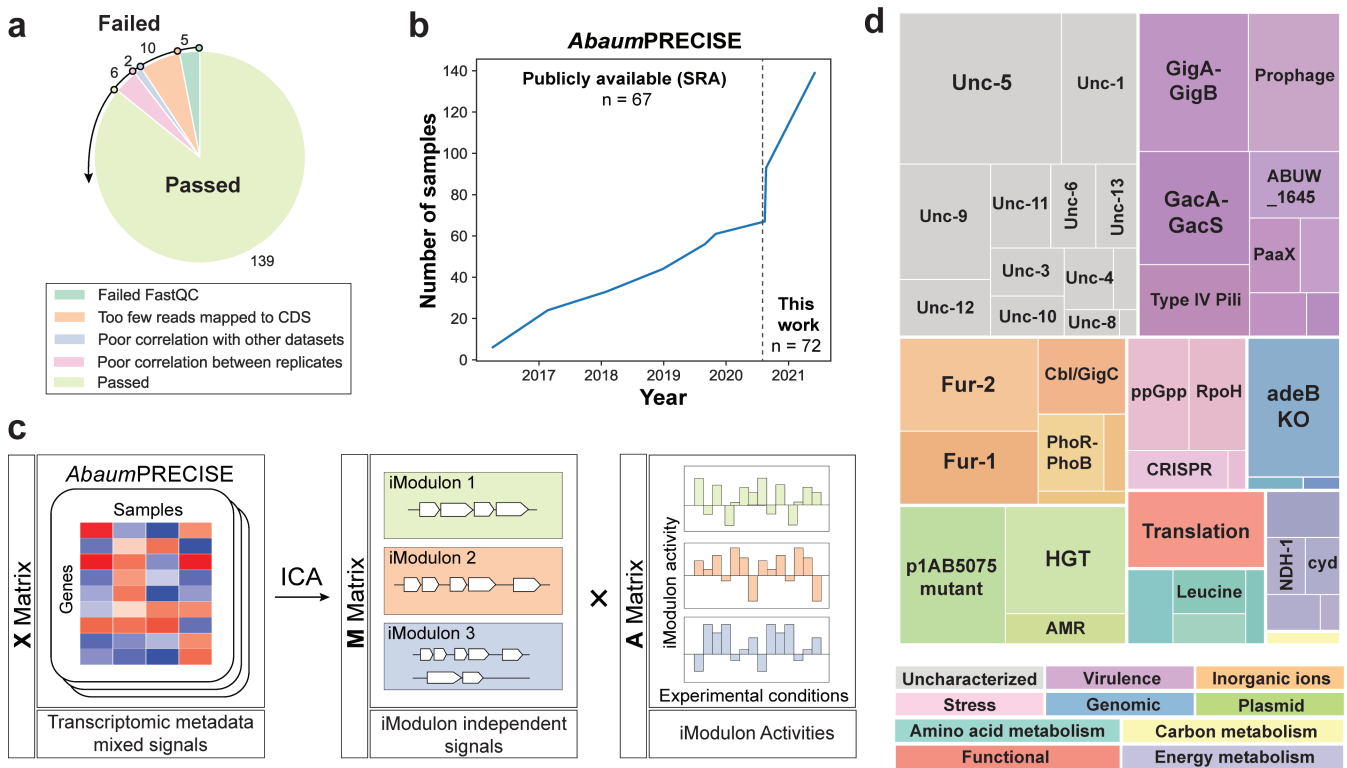 a
Failed
5
10
2
6
Passed
139
Failed FastQC
Too few reads mapped to CDS
Poor correlation with other datasets
Poor correlation between replicates
Passed
b
AbaumPRECISE
Publicly available (SRA)
n = 67
This
work
n = 72
Number of samples
140
120
100
80
60
40
20
0
2017
2018
2019
2020
2021
Year
c
X Matrix
AbaumPRECISE
Samples
Genes
Transcriptomic metadata
mixed signals
ICA
M Matrix
iModulon 1
iModulon 2
iModulon 3
iModulon independent
signals
×
A Matrix
iModulon activity
Experimental conditions
iModulon Activities
d
Unc-5
Unc-1
Unc-9
Unc-11
Unc-6
Unc-13
Unc-3
Unc-4
Unc-12
Unc-10
Unc-8
GigA-
GigB
Prophage
GacA-
GacS
ABUW
_1645
PaaX
Type IV Pili
Fur-2
Cbl/GigC
Fur-1
PhoR-
PhoB
ppGpp
RpoH
CRISPR
adeB
KO
p1AB5075
mutant
HGT
AMR
Translation
Leucine
NDH-1
cyd
Uncharacterized
Virulence
Inorganic ions
Stress
Genomic
Plasmid
Amino acid metabolism
Carbon metabolism
Functional
Energy metabolism